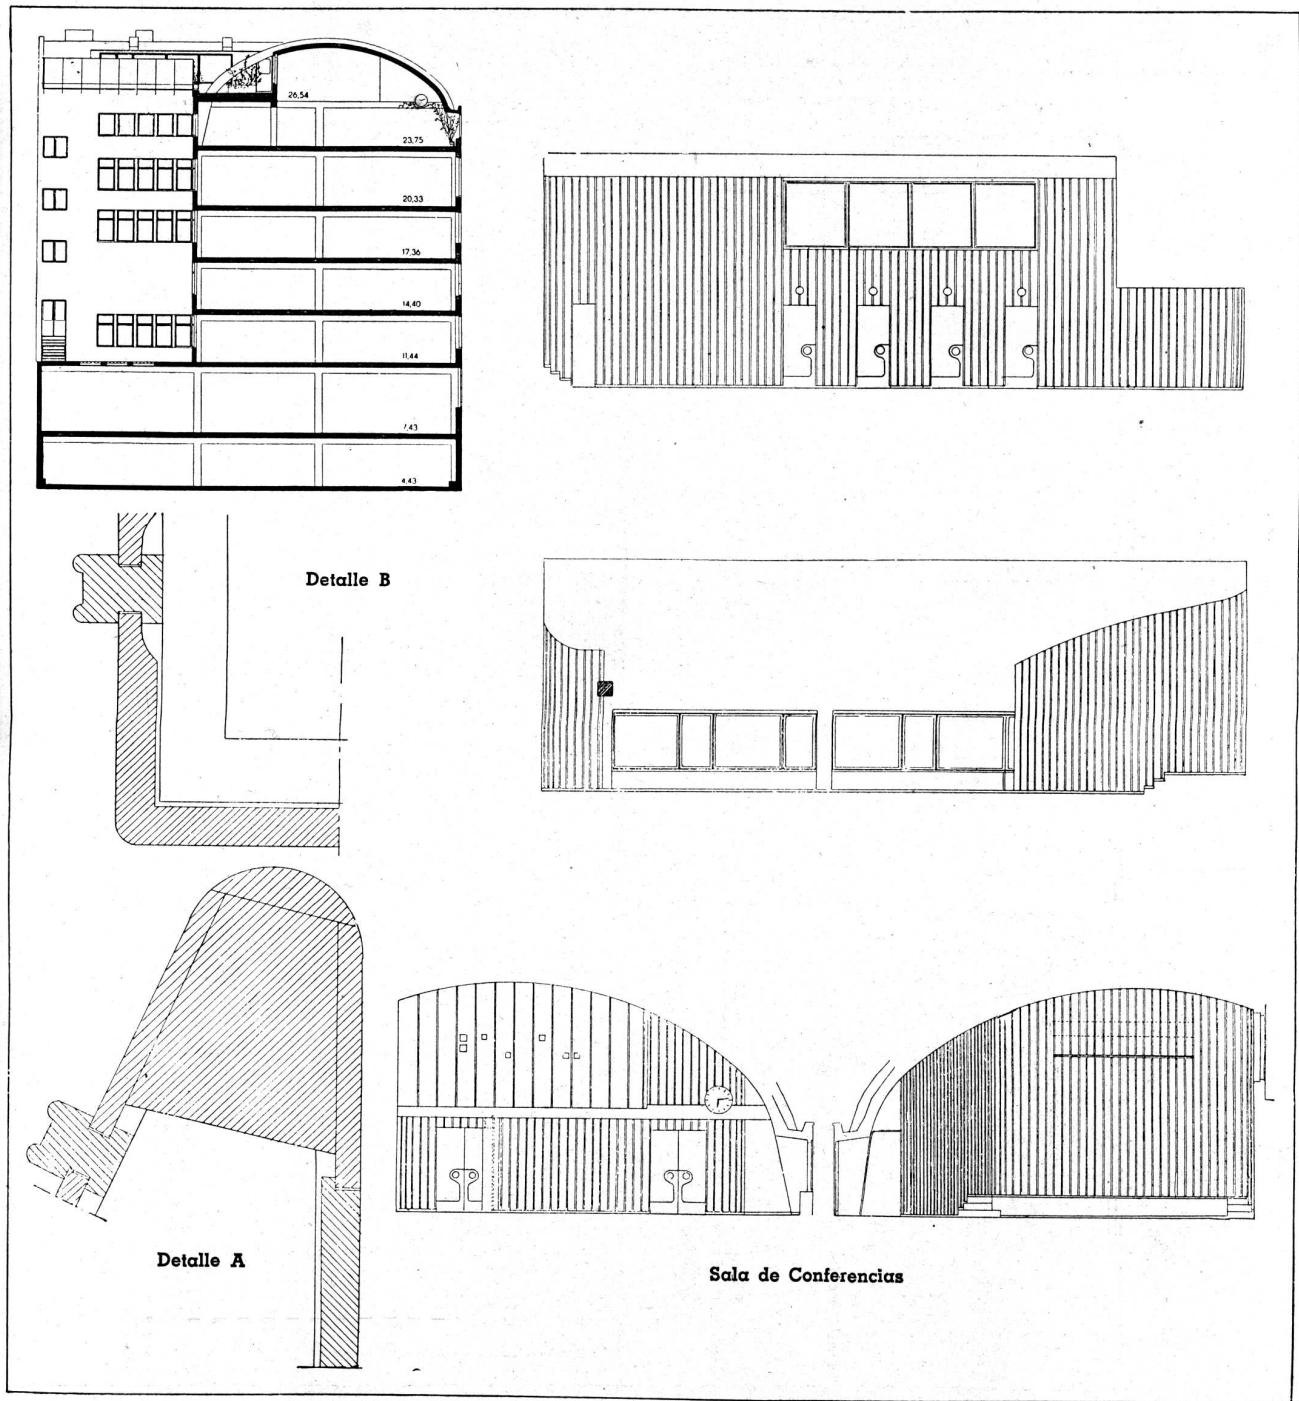 26,54
23,75
20,33
17,36
14,40
11,44
7,43
4,43
Detalle B
Detalle A
Sala de Conferencias